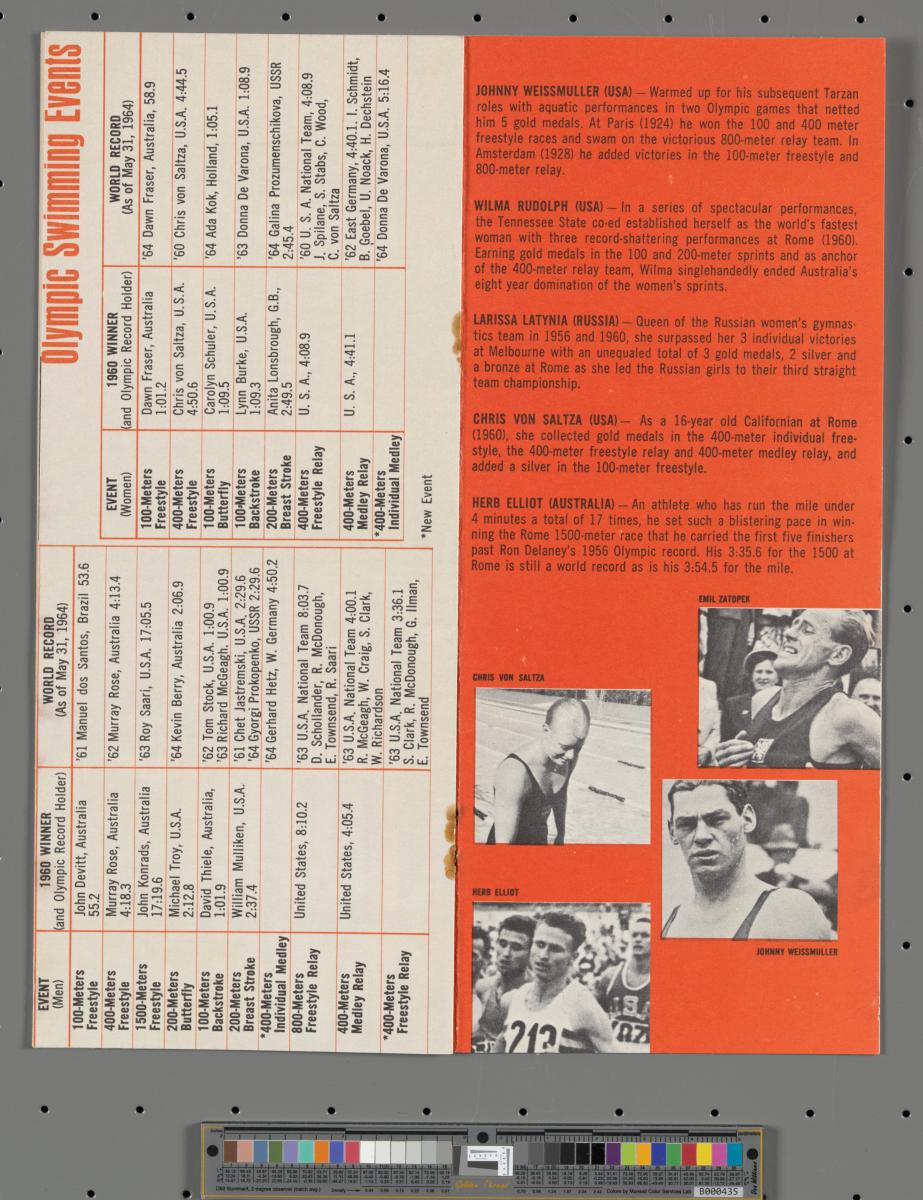 Olympic Swimming Events
EVENT
(Men)
1960 WINNER
(and Olympic Record Holder)
WORLD RECORD
(As of May 31, 1964)
100-Meters
Freestyle
John Devitt, Australia
55.2
'61 Manuel dos Santos, Brazil 53.6
400-Meters
Freestyle
Murray Rose, Australia
4:18.3
'62 Murray Rose, Australia 4:13.4
1500-Meters
Freestyle
John Konrads, Australia
17:19.6
'63 Roy Saari, U.S.A. 17:05.5
200-Meters
Butterfly
Michael Troy, U.S.A.
2:12.8
'64 Kevin Berry, Australia 2:06.9
100-Meters
Backstroke
David Thiele, Australia,
1:01.9
'62 Tom Stock, U.S.A. 1:00.9
'63 Richard McGeagh. U.S.A. 1:00.9
200-Meters
Breast Stroke
William Mulliken, U.S.A.
2:37.4
'61 Chet Jastremski, U.S.A. 2:29.6
'64 Gyorgi Prokopenko, USSR 2:29.6
*400-Meters
Individual Medley
'64 Gerhard Hetz, W. Germany 4:50.2
800-Meters
Freestyle Relay
United States, 8:10.2
'63 U.S.A. National Team 8:03.7
D. Schollander, R. McDonough,
E. Townsend, R. Saari
400-Meters
Medley Relay
United States, 4:05.4
'63 U.S.A. National Team 4:00.1
R. McGeagh, W. Craig, S. Clark,
W. Richardson
*400-Meters
Freestyle Relay
'63 U.S.A. National Team 3:36.1
S. Clark, R. McDonough, G. Ilman,
E. Townsend
EVENT
(Women)
1960 WINNER
(and Olympic Record Holder)
WORLD RECORD
(As of May 31, 1964)
100-Meters
Freestyle
Dawn Fraser, Australia
1:01.2
'64 Dawn Fraser, Australia, 58.9
400-Meters
Freestyle
Chris von Saltza, U.S.A.
4:50.6
'60 Chris von Saltza, U.S.A. 4:44.5
100-Meters
Butterfly
Carolyn Schuler, U.S.A.
1:09.5
'64 Ada Kok, Holland, 1:05.1
100-Meters
Backstroke
Lynn Burke, U.S.A.
1:09.3
'63 Donna De Varona, U.S.A. 1:08.9
200-Meters
Breast Stroke
Anita Lonsbrough, G.B.,
2:49.5
'64 Galina Prozumenschikova, USSR
2:45.4
400-Meters
Freestyle Relay
U. S. A., 4:08.9
'60 U. S. A. National Team, 4:08.9
J. Spillane, S. Stabs, C. Wood,
C. von Saltza
400-Meters
Medley Relay
U. S. A., 4:41.1
'62 East Germany, 4:40.1. I. Schmidt,
B. Goebel, U. Noack, H. Dechstein
*400-Meters
Individual Medley
'64 Donna De Varona, U.S.A. 5:16.4
*New Event
JOHNNY WEISSMULLER (USA) — Warmed up for his subsequent Tarzan
roles with aquatic performances in two Olympic games that netted
him 5 gold medals. At Paris (1924) he won the 100 and 400 meter
freestyle races and swam on the victorious 800-meter relay team. In
Amsterdam (1928) he added victories in the 100-meter freestyle and
800-meter relay.
WILMA RUDOLPH (USA) — In a series of spectacular performances,
the Tennessee State co-ed established herself as the world's fastest
woman with three record-shattering performances at Rome (1960).
Earning gold medals in the 100 and 200-meter sprints and as anchor
of the 400-meter relay team, Wilma singlehandedly ended Australia's
eight year domination of the women's sprints.
LARISSA LATYNIA (RUSSIA) — Queen of the Russian women's gymnas-
tics team in 1956 and 1960, she surpassed her 3 individual victories
at Melbourne with an unequaled total of 3 gold medals, 2 silver and
a bronze at Rome as she led the Russian girls to their third straight
team championship.
CHRIS VON SALTZA (USA) — As a 16-year old Californian at Rome
(1960), she collected gold medals in the 400-meter individual free-
style, the 400-meter freestyle relay and 400-meter medley relay, and
added a silver in the 100-meter freestyle.
HERB ELLIOT (AUSTRALIA) — An athlete who has run the mile under
4 minutes a total of 17 times, he set such a blistering pace in win-
ning the Rome 1500-meter race that he carried the first five finishers
past Ron Delaney's 1956 Olympic record. His 3:35.6 for the 1500 at
Rome is still a world record as is his 3:54.5 for the mile.
EMIL ZATOPEK
CHRIS VON SALTZA
HERB ELLIOT
JOHNNY WEISSMULLER
213
USA
Golden Thread
Colors by Munsell Color Services Lab
B000435